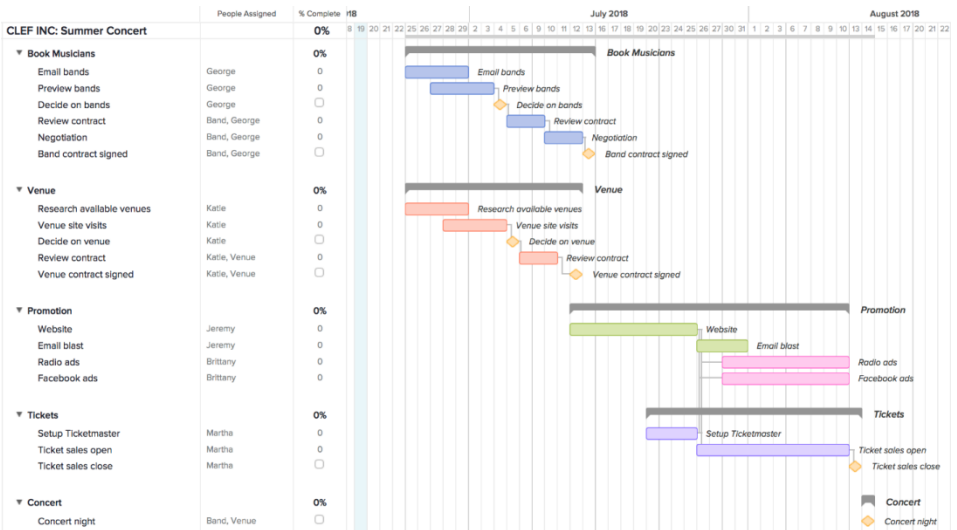 People Assigned % Complete 18 July 2018 August 2018
CLEF INC: Summer Concert 0% 8 19 20 21 22 25 26 27 28 29 2 3 4 5 6 9 10 11 12 13 16 17 18 19 20 23 24 25 26 27 30 31 1 2 3 6 7 8 9 10 13 14 15 16 17 20 21 22
Book Musicians 0% Book Musicians
Email bands George 0 Email bands
Preview bands George 0 Preview bands
Decide on bands George Decide on bands
Review contract Band, George 0 Review contract
Negotiation Band, George 0 Negotiation
Band contract signed Band, George Band contract signed
Venue 0% Venue
Research available venues Katie 0 Research available venues
Venue site visits Katie 0 Venue site visits
Decide on venue Katie Decide on venue
Review contract Katie, Venue 0 Review contract
Venue contract signed Katie, Venue Venue contract signed
Promotion 0% Promotion
Website Jeremy 0 Website
Email blast Jeremy 0 Email blast
Radio ads Brittany 0 Radio ads
Facebook ads Brittany 0 Facebook ads
Tickets 0% Tickets
Setup Ticketmaster Martha 0 Setup Ticketmaster
Ticket sales open Martha 0 Ticket sales open
Ticket sales close Martha Ticket sales close
Concert 0% Concert
Concert night Band, Venue Concert night